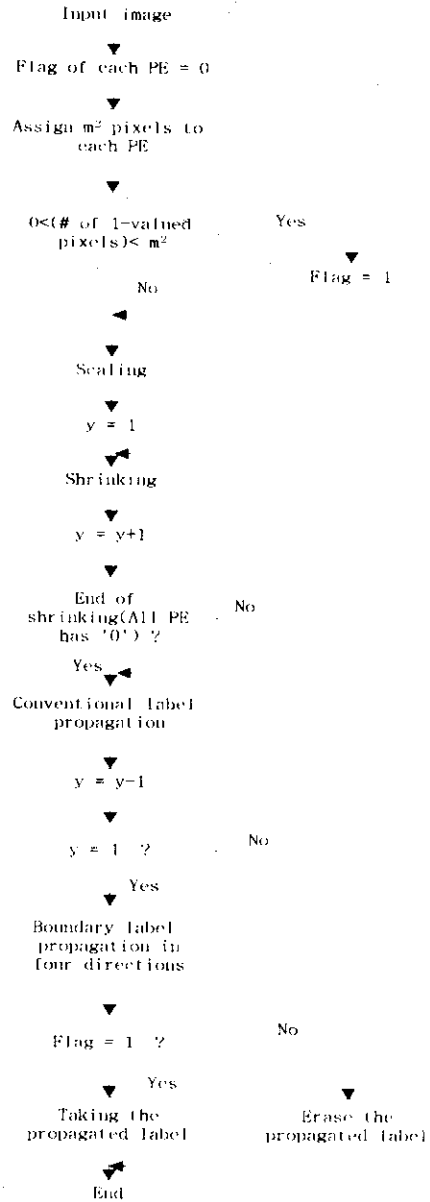 Input image
Flag of each PE = 0
Assign m² pixels to
each PE
0<(# of 1-valued
pixels)< m²
Yes
Flag = 1
No
Scaling
y = 1
Shrinking
y = y+1
End of
shrinking(All PE
has '0') ?
No
Yes
Conventional label
propagation
y = y-1
y = 1 ?
No
Yes
Boundary label
propagation in
four directions
Flag = 1 ?
No
Yes
Taking the
propagated label
Erase the
propagated label
End